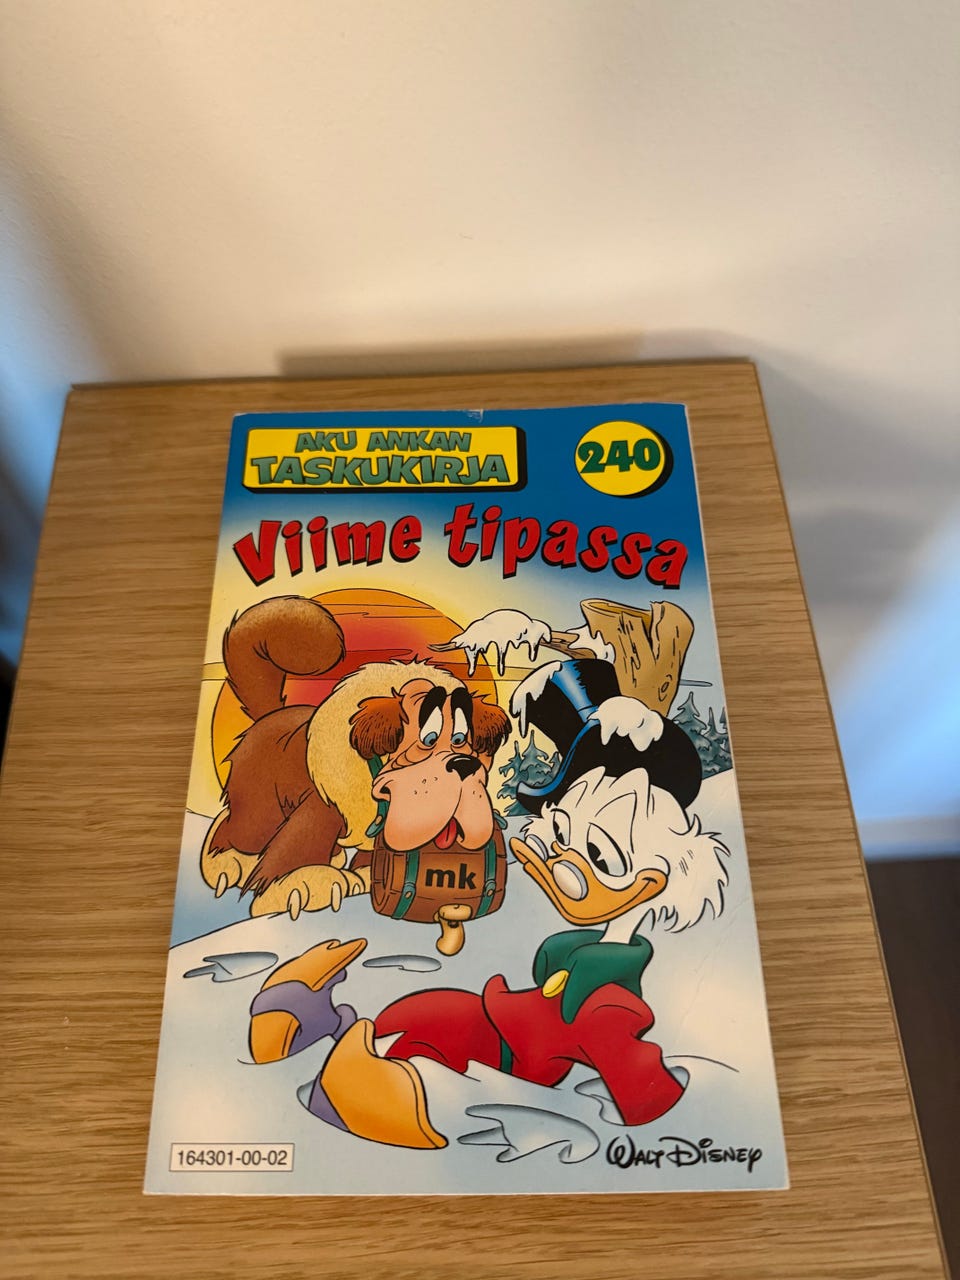 AKU ANKAN
TASKUKIRJA
240
Viime tipassa
mk
164301-00-02
WALT DISNEY